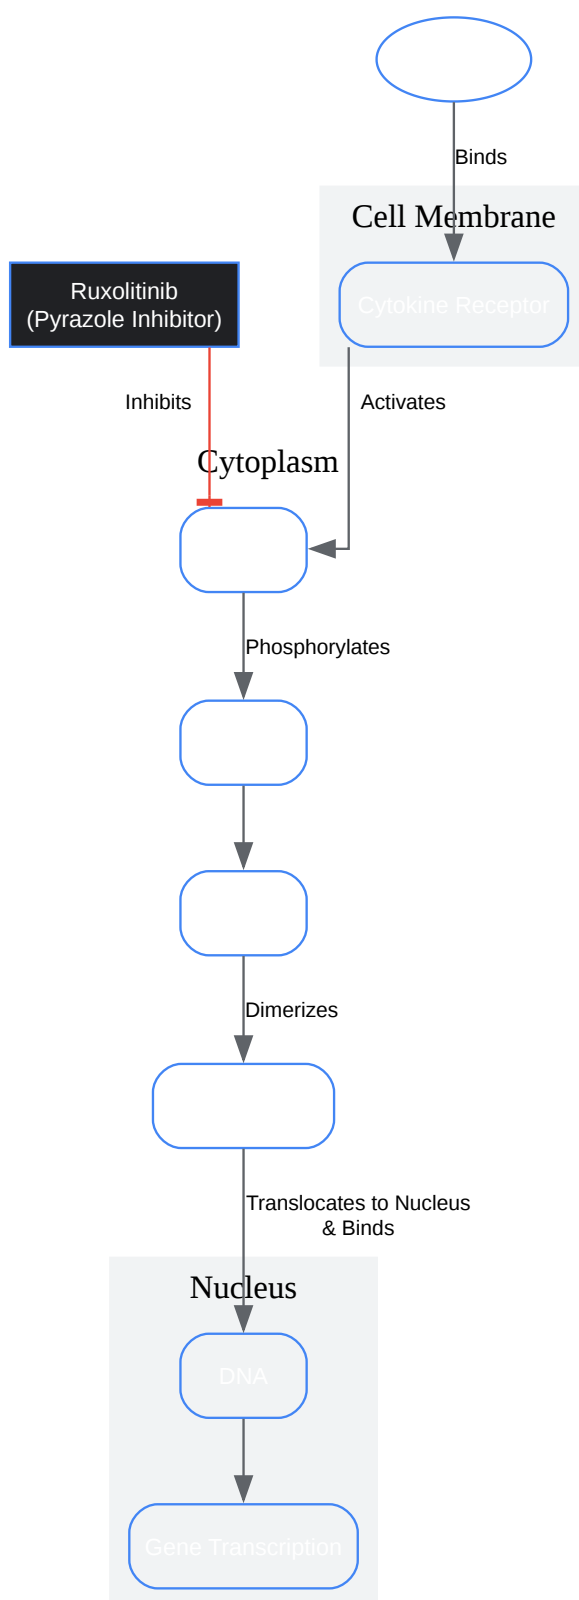 Binds
Cell Membrane
Cytokine Receptor
Ruxolitinib
(Pyrazole Inhibitor)
Inhibits
Activates
Cytoplasm
Phosphorylates
Dimerizes
Translocates to Nucleus
& Binds
Nucleus
DNA
Gene Transcription